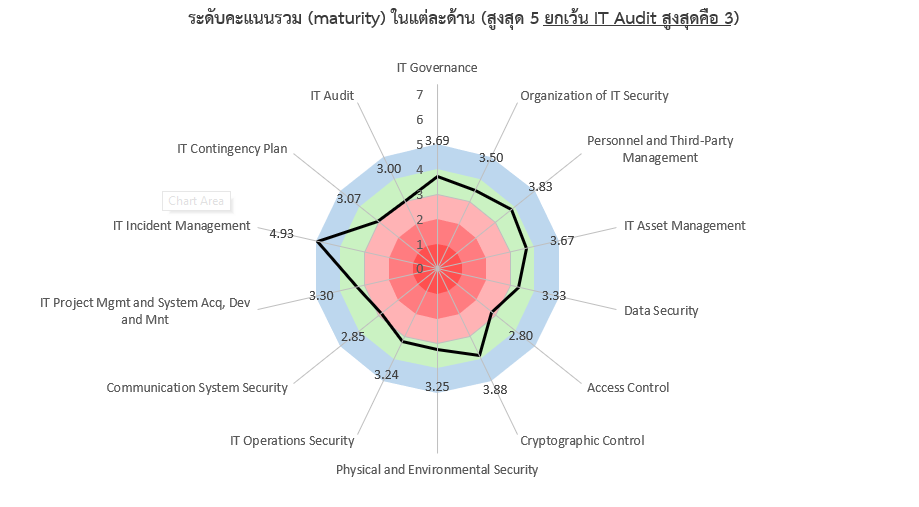 ระดับคะแนนรวม (maturity) ในแต่ละด้าน (สูงสุด 5 ยกเว้น IT Audit สูงสุดคือ 3)
IT Governance
IT Audit
Organization of IT Security
IT Contingency Plan
Personnel and Third-Party
Management
Chart Area
IT Incident Management
IT Asset Management
IT Project Mgmt and System Acq, Dev
and Mnt
Data Security
Communication System Security
Access Control
IT Operations Security
Cryptographic Control
Physical and Environmental Security
7
6
5
4
3
2
1
0
3.69
3.50
3.83
3.67
3.33
2.80
3.88
3.25
3.24
2.85
3.30
4.93
3.07
3.00